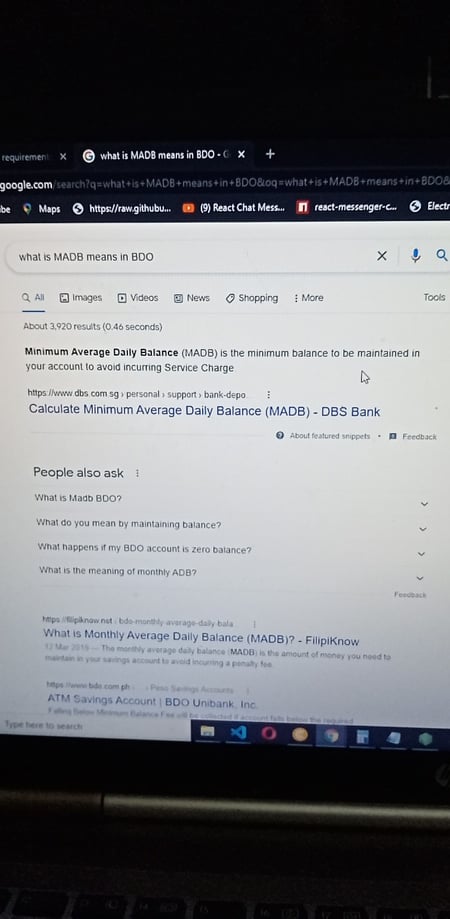 requirement
what is MADB means in BDO - G
google.com/search?q=what+is+MADB+means+in+BDO&oq=what+is+MADB+means+in+BDO&
be Maps https://raw.githubu... (9) React Chat Mess... react-messenger-c... Electr
what is MADB means in BDO
All Images Videos News Shopping More Tools
About 3,920 results (0.46 seconds)
Minimum Average Daily Balance (MADB) is the minimum balance to be maintained in
your account to avoid incurring Service Charge.
https://www.dbs.com.sg › personal › support › bank-depo...
Calculate Minimum Average Daily Balance (MADB) - DBS Bank
About featured snippets • Feedback
People also ask
What is Madb BDO?
What do you mean by maintaining balance?
What happens if my BDO account is zero balance?
What is the meaning of monthly ADB?
Feedback
https://filipiknow.net › bdo-monthly-average-daily-bala...
What is Monthly Average Daily Balance (MADB)? - FilipiKnow
12 Mar 2019 — The monthly average daily balance (MADB) is the amount of money you need to
maintain in your savings account to avoid incurring a penalty fee.
https://www.bdo.com.ph › ... › Peso Savings Accounts
ATM Savings Account | BDO Unibank, Inc.
Falling Below Minimum Balance Fee will be collected if account falls below the required
Type here to search